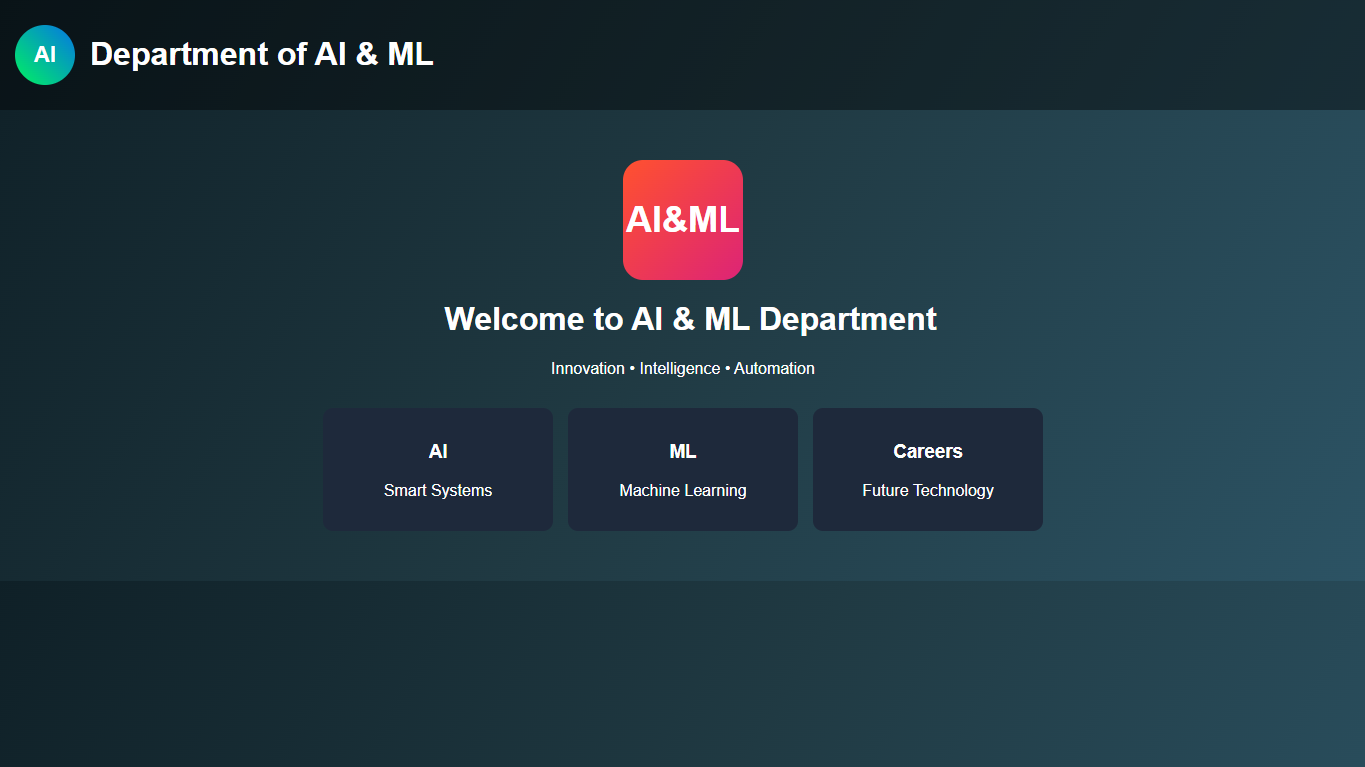 AI Department of AI & ML
AI&ML
Welcome to AI & ML Department
Innovation • Intelligence • Automation
AI
Smart Systems
ML
Machine Learning
Careers
Future Technology